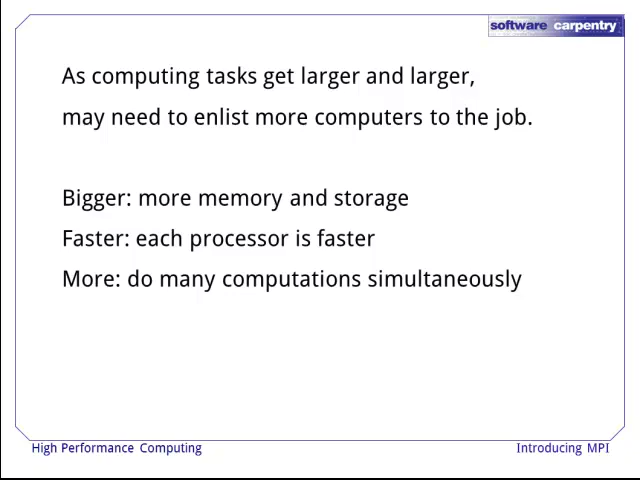 software carpentry
As computing tasks get larger and larger,
may need to enlist more computers to the job.
Bigger: more memory and storage
Faster: each processor is faster
More: do many computations simultaneously
High Performance Computing
Introducing MPI